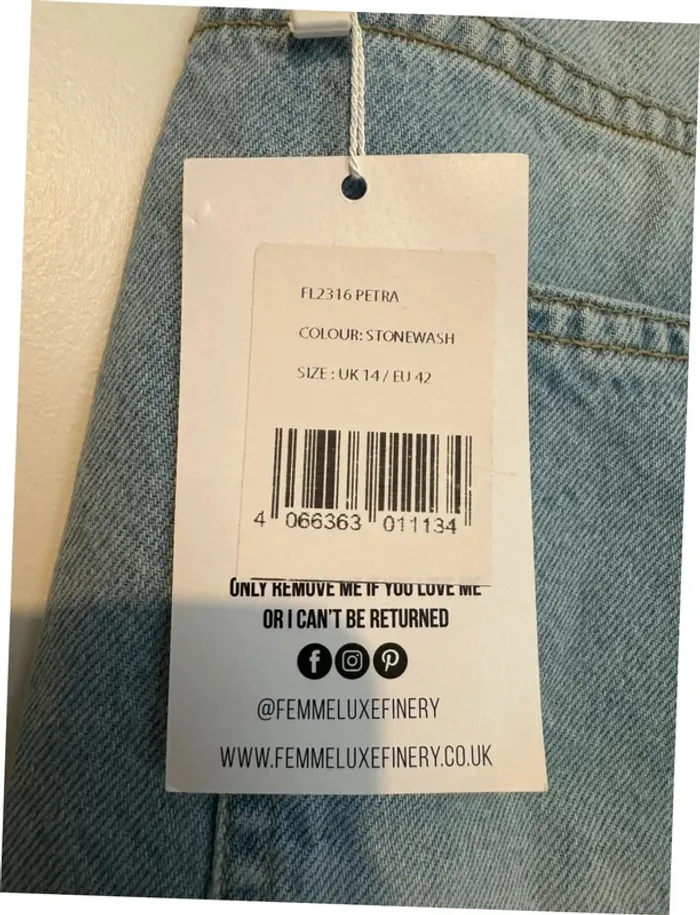 FL2316 PETRA
COLOUR: STONEWASH
SIZE : UK 14 / EU 42
4 066363 011134
ONLY REMOVE ME IF YOU LOVE ME
OR I CAN'T BE RETURNED
@FEMMELUXEFINERY
WWW.FEMMELUXEFINERY.CO.UK